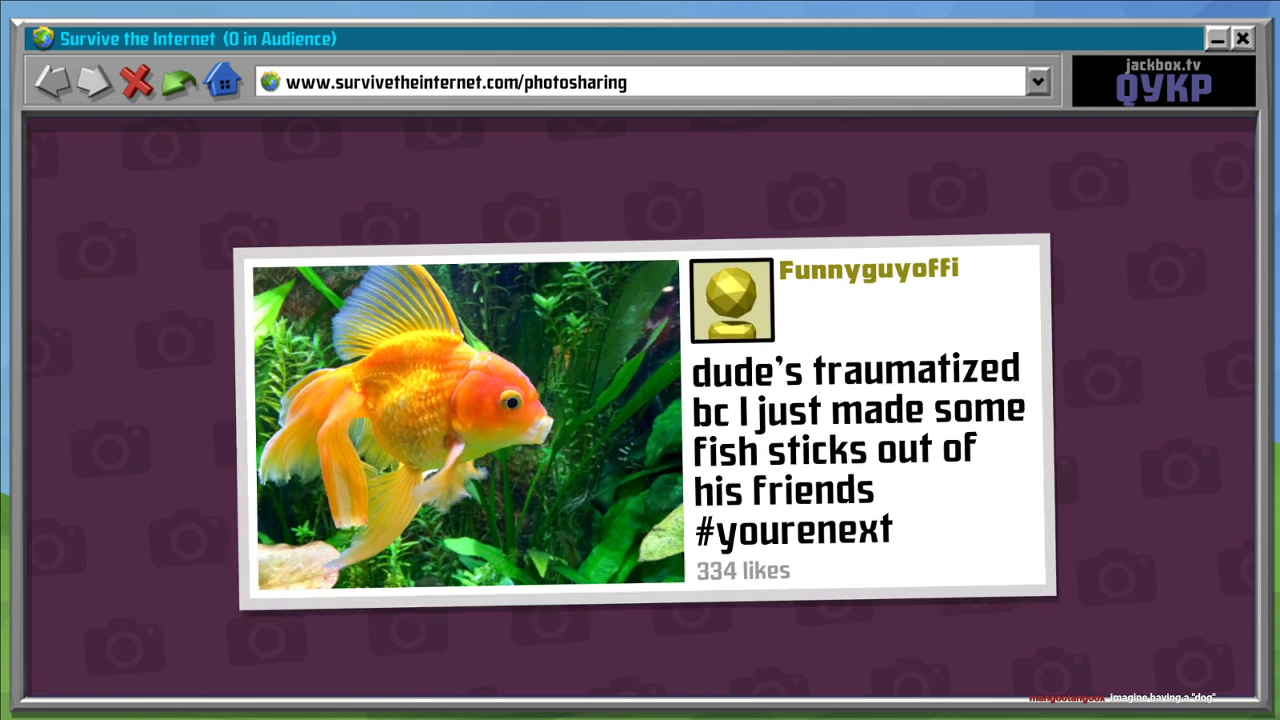 Survive the Internet (0 in Audience)
www.survivetheinternet.com/photosharing
jackbox.tv
QYKP
Funnyguyoffi
dude's traumatized
bc I just made some
fish sticks out of
his friends
#yourenext
334 likes
mangootangoox Imagine having a "dog"